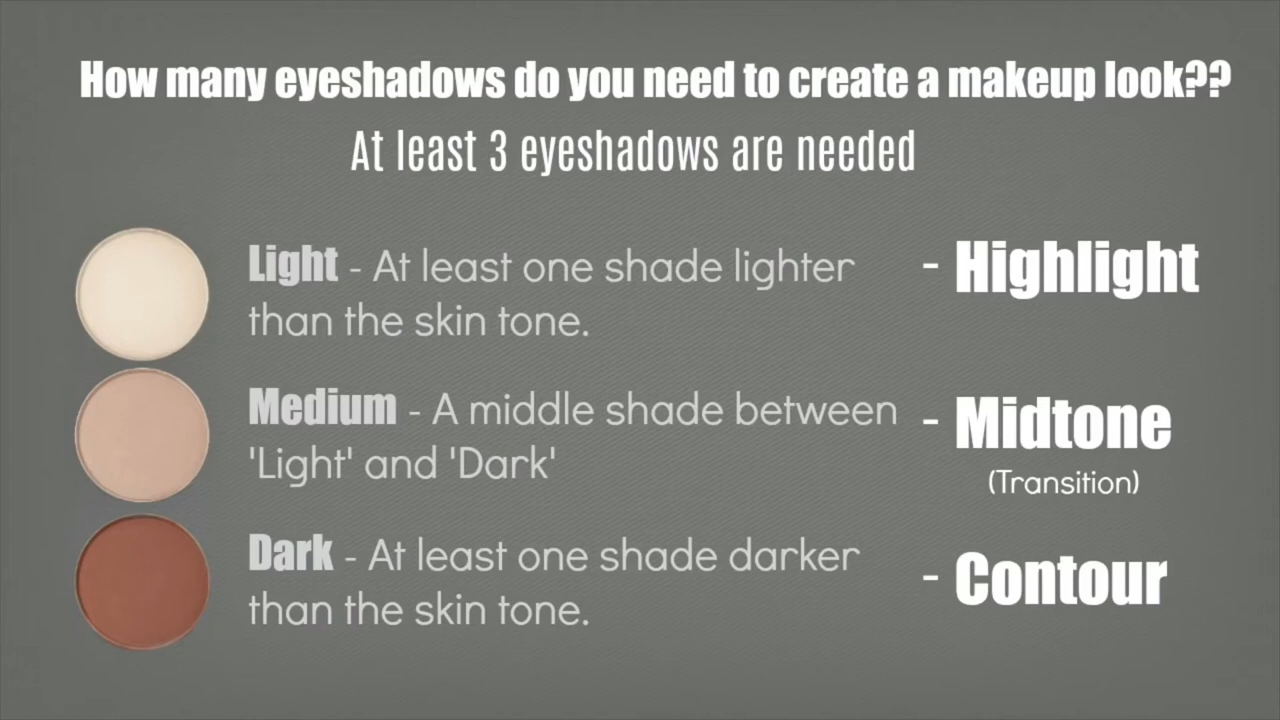 How many eyeshadows do you need to create a makeup look??
At least 3 eyeshadows are needed
Light - At least one shade lighter
than the skin tone.
- Highlight
Medium - A middle shade between
'Light' and 'Dark'
- Midtone
(Transition)
Dark - At least one shade darker
than the skin tone.
- Contour